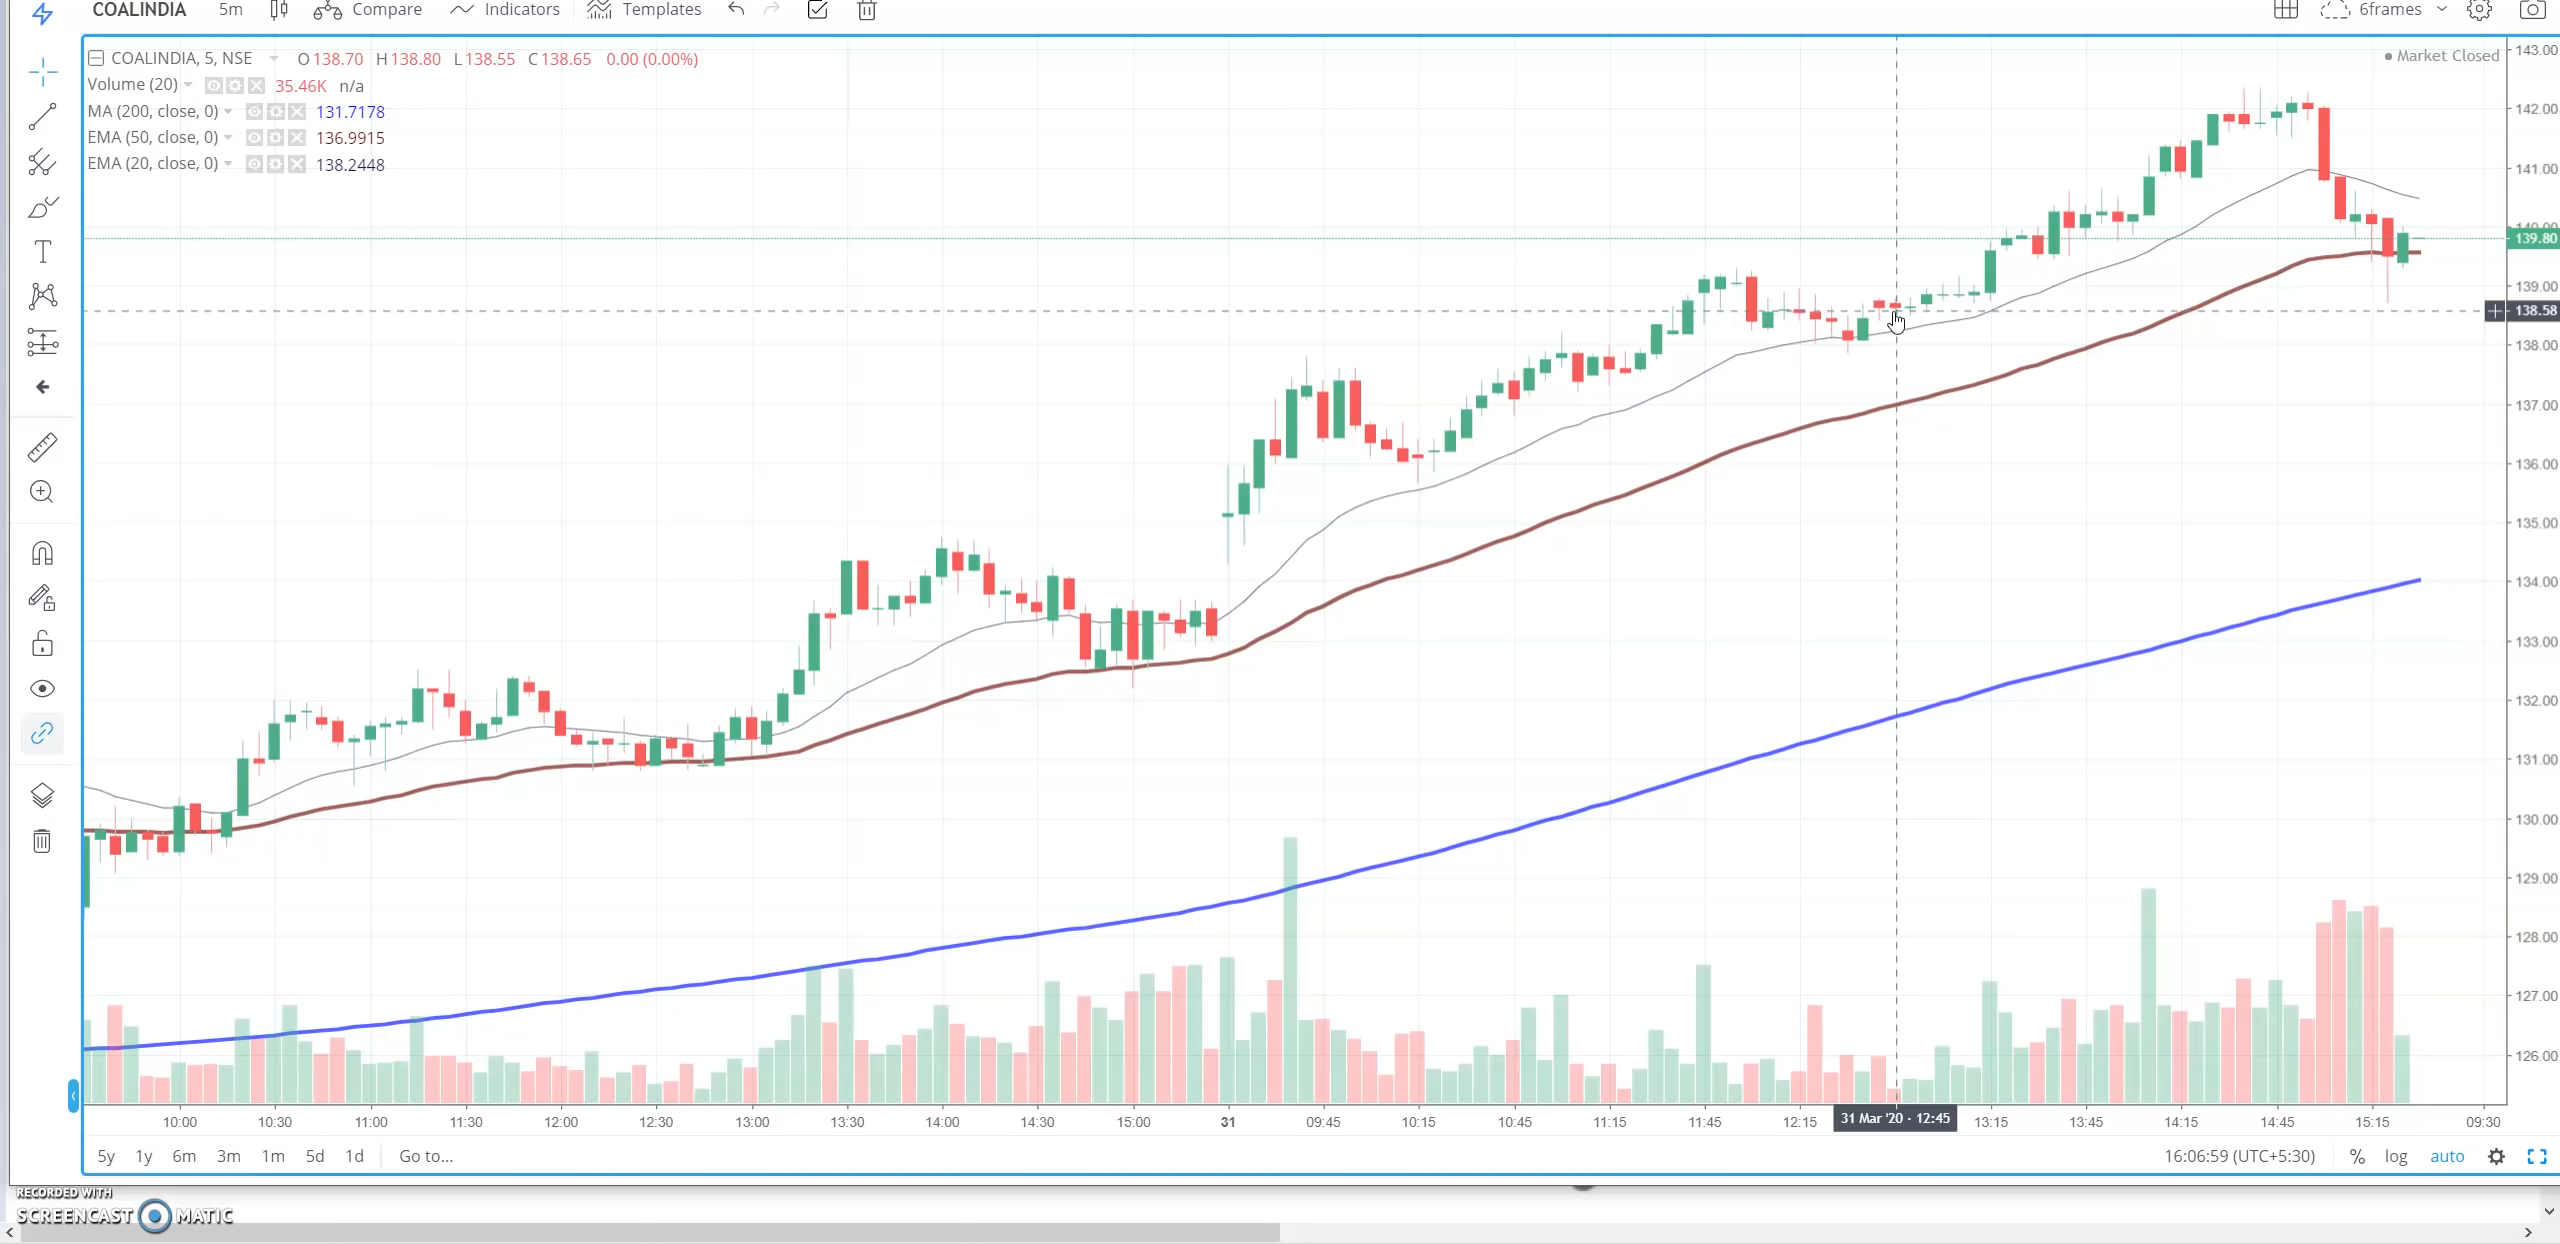 COALINDIA 5m Compare Indicators Templates 6frames
COALINDIA, 5, NSE O 138.70 H 138.80 L 138.55 C 138.65 0.00 (0.00%)
Market Closed
Volume (20) 35.46K n/a
MA (200, close, 0) 131.7178
EMA (50, close, 0) 136.9915
EMA (20, close, 0) 138.2448
143.00
142.00
141.00
140.00
139.80
139.00
138.58
138.00
137.00
136.00
135.00
134.00
133.00
132.00
131.00
130.00
129.00
128.00
127.00
126.00
10:00 10:30 11:00 11:30 12:00 12:30 13:00 13:30 14:00 14:30 15:00 31 09:45 10:15 10:45 11:15 11:45 12:15 31 Mar '20 - 12:45 13:15 13:45 14:15 14:45 15:15 09:30
5y 1y 6m 3m 1m 5d 1d Go to... 16:06:59 (UTC+5:30) % log auto
RECORDED WITH
SCREENCAST MATIC